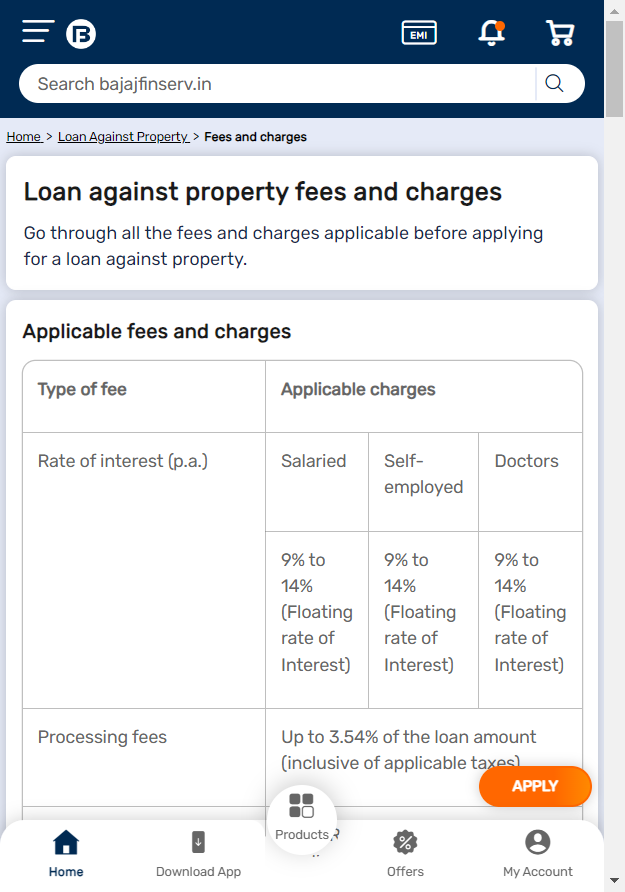 EMI
Search bajajfinserv.in
Home > Loan Against Property > Fees and charges
Loan against property fees and charges
Go through all the fees and charges applicable before applying
for a loan against property.
Applicable fees and charges
Type of fee
Applicable charges
Rate of interest (p.a.)
Salaried
Self-
employed
Doctors
9% to
14%
(Floating
rate of
Interest)
9% to
14%
(Floating
rate of
Interest)
9% to
14%
(Floating
rate of
Interest)
Processing fees
Up to 3.54% of the loan amount
(inclusive of applicable taxes)
APPLY
Home
Download App
Products
Offers
My Account